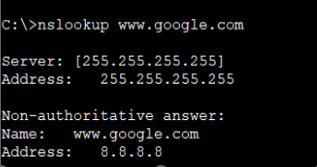 C:\>nslookup www.google.com
Server: [255.255.255.255]
Address:   255.255.255.255
Non-authoritative answer:
Name:   www.google.com
Address:   8.8.8.8